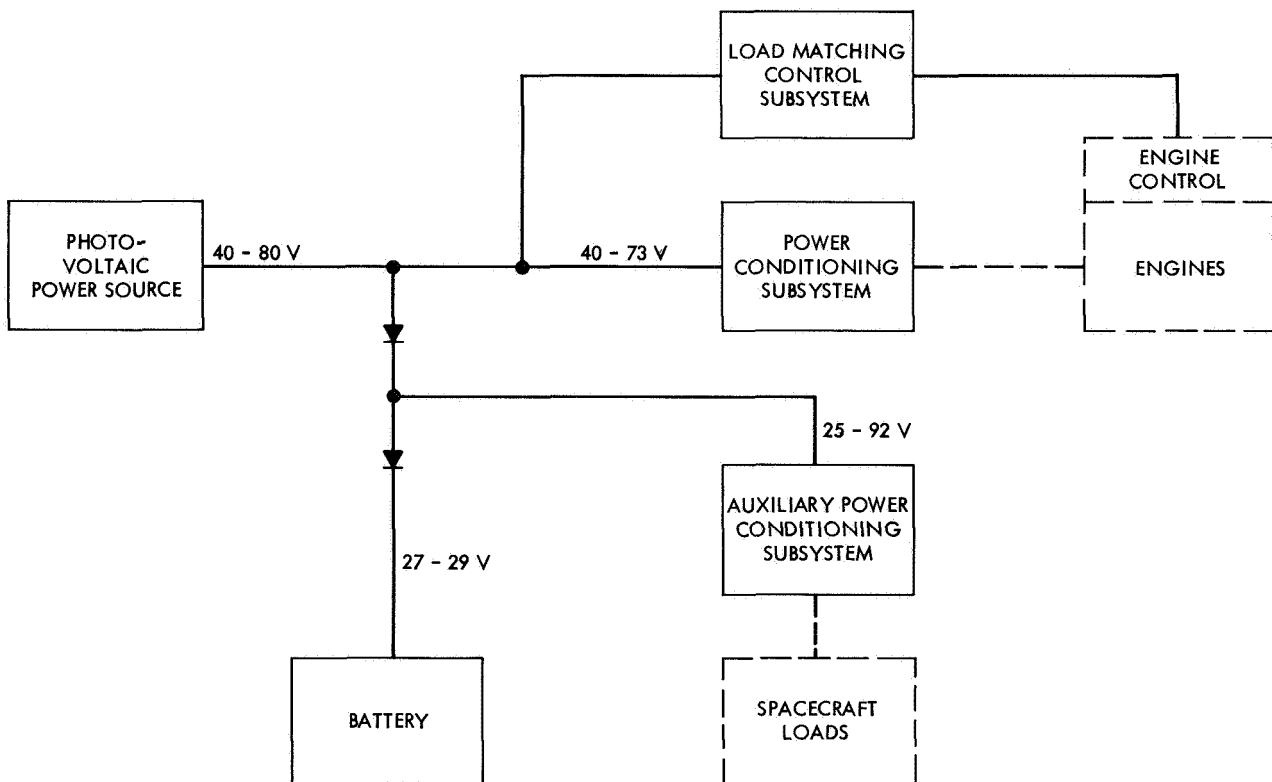 LOAD MATCHING
CONTROL
SUBSYSTEM
ENGINE
CONTROL
PHOTO-
VOLTAIC
POWER SOURCE
40 - 80 V
40 - 73 V
POWER
CONDITIONING
SUBSYSTEM
ENGINES
25 - 92 V
AUXILIARY POWER
CONDITIONING
SUBSYSTEM
27 - 29 V
BATTERY
SPACECRAFT
LOADS